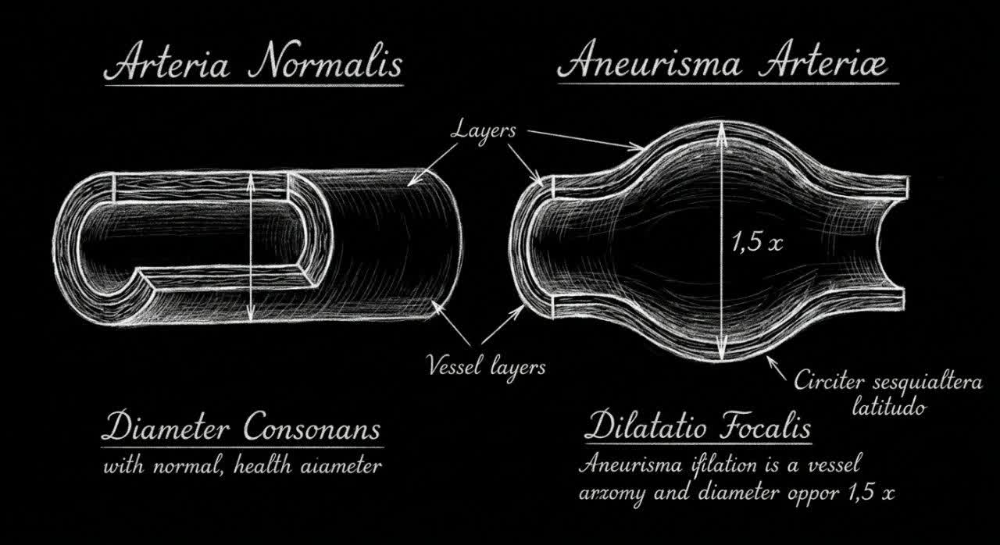 Arteria Normalis
Aneurisma Arteriæ
Layers
1,5 x
Vessel layers
Circiter sesquialtera
latitudo
Diameter Consonans
with normal, health aiameter
Dilatatio Focalis
Aneurisma ifilation is a vessel
arxomy and diameter oppor 1,5 x